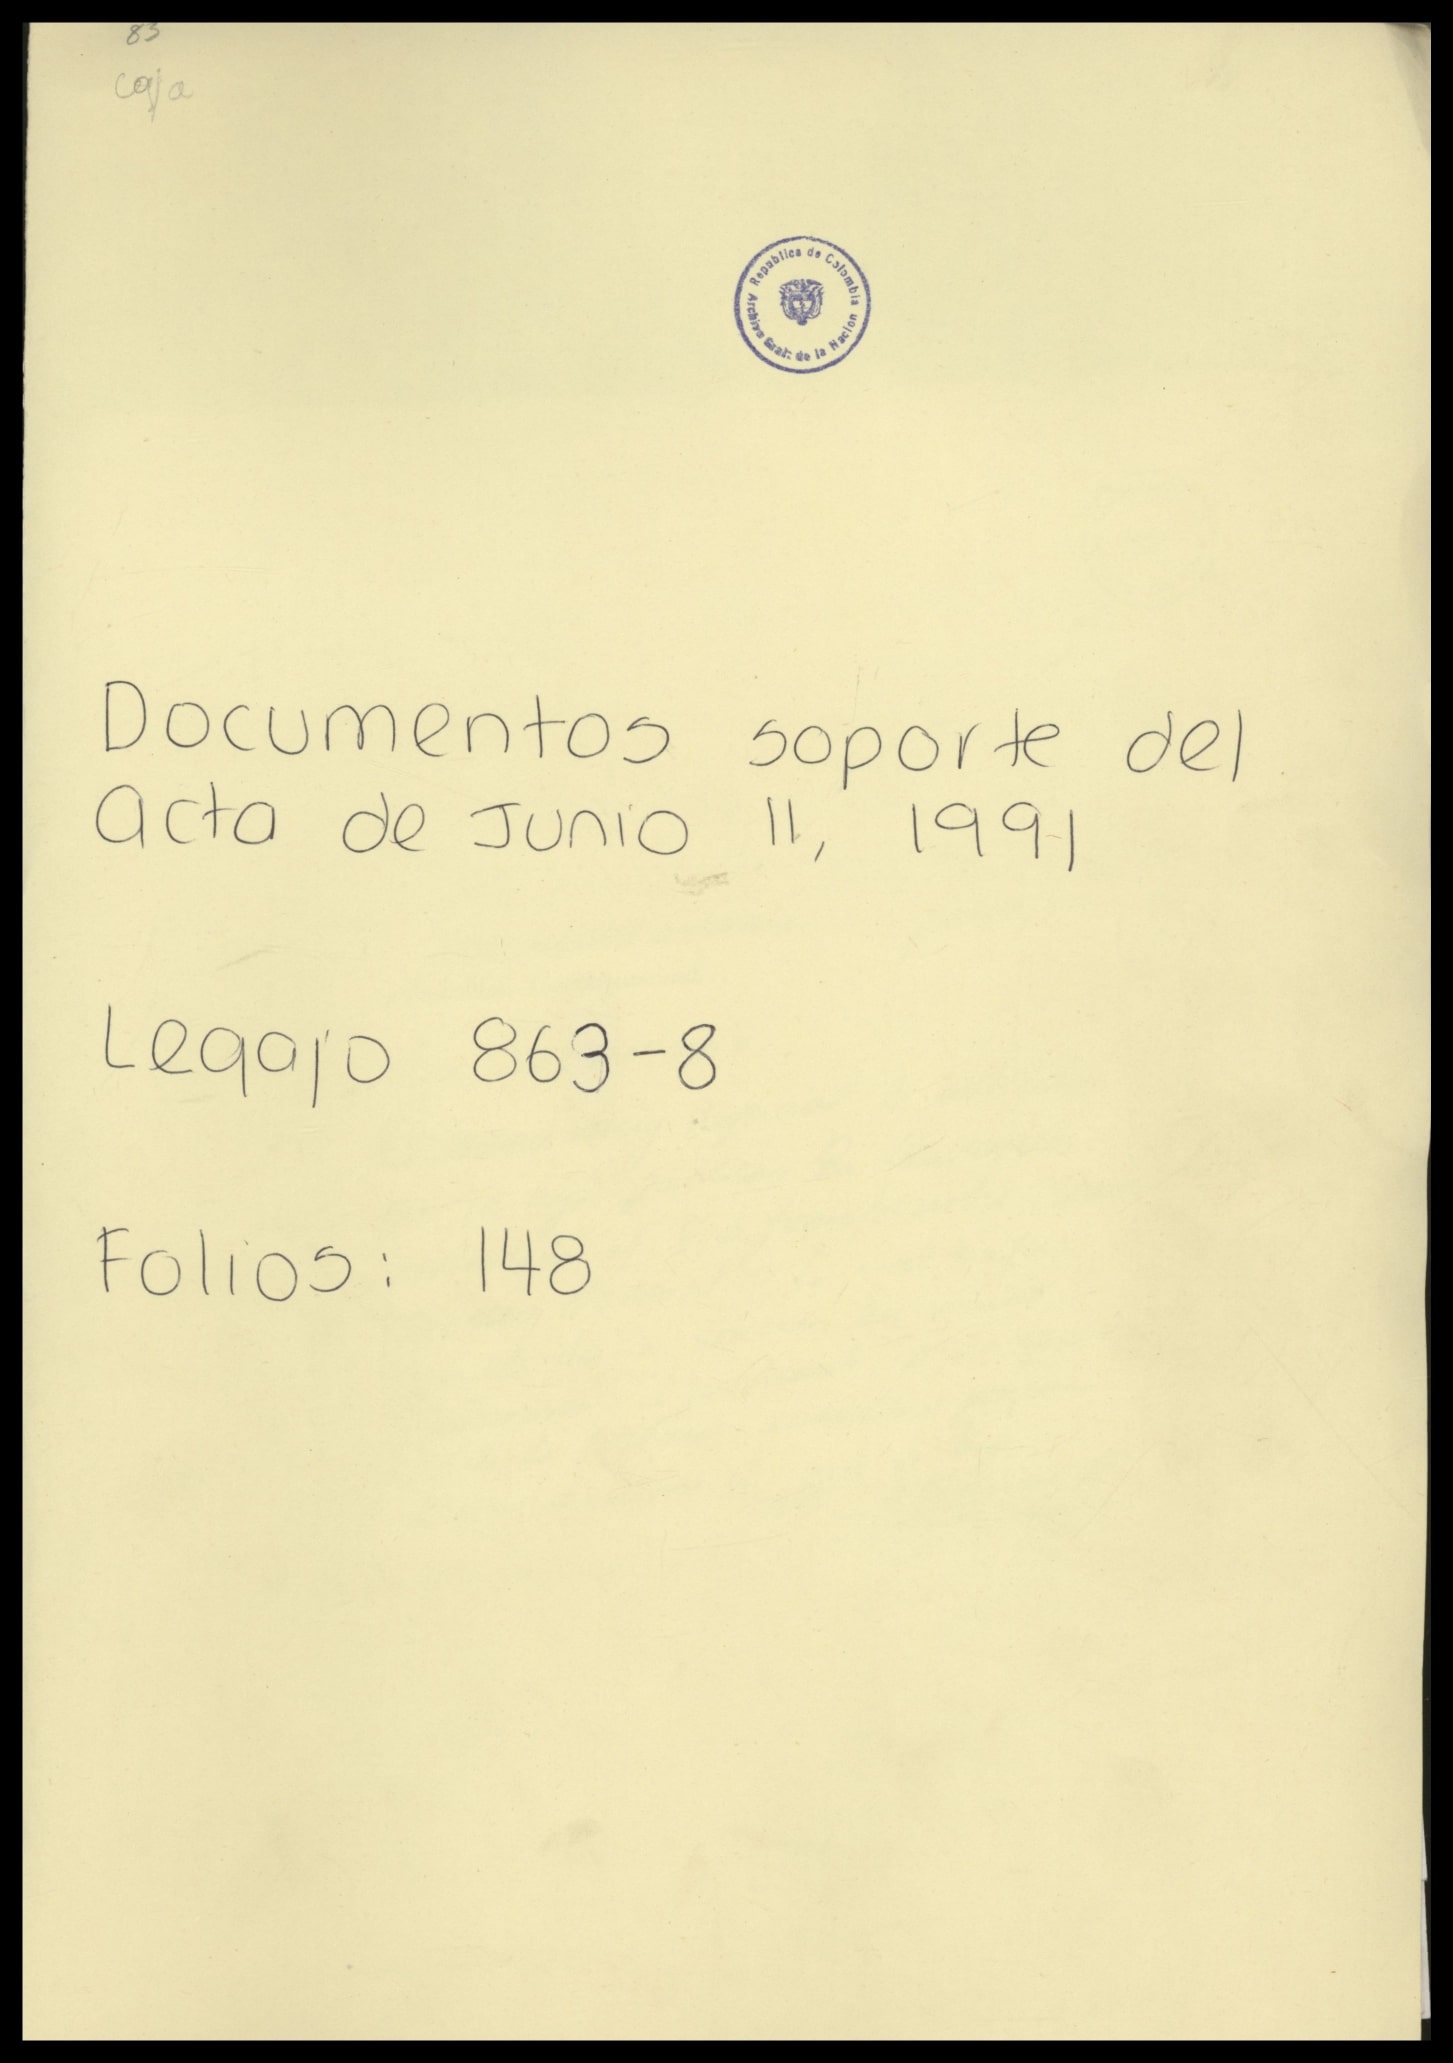 83
caja
República de Colombia
Archivo Gral: de la Nación
Documentos soporte del
acta de Junio 11, 1991
Legajo 863-8
Folios: 148